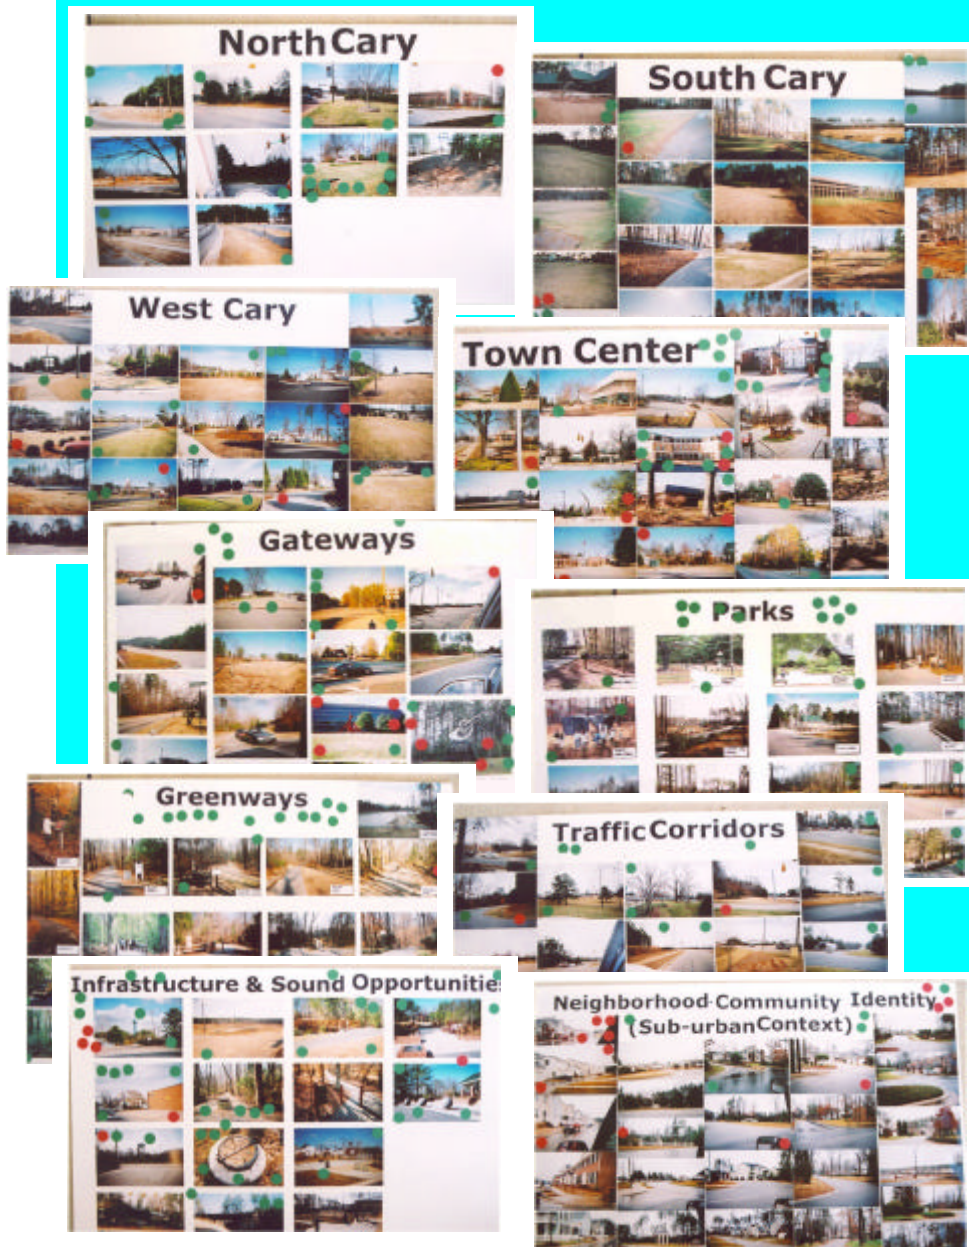 North Cary
South Cary
West Cary
Town Center
Gateways
Parks
Greenways
Traffic Corridors
Infrastructure & Sound Opportunities
Neighborhood-Community Identity
(Sub-urban Context)